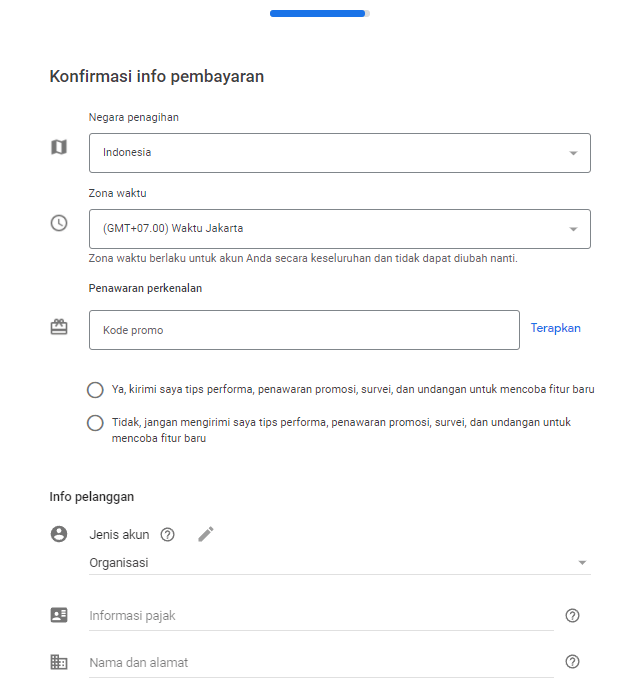 Konfirmasi info pembayaran
Negara penagihan
Indonesia
Zona waktu
(GMT+07.00) Waktu Jakarta
Zona waktu berlaku untuk akun Anda secara keseluruhan dan tidak dapat diubah nanti.
Penawaran perkenalan
Kode promo
Terapkan
Ya, kirimi saya tips performa, penawaran promosi, survei, dan undangan untuk mencoba fitur baru
Tidak, jangan mengirimi saya tips performa, penawaran promosi, survei, dan undangan untuk
mencoba fitur baru
Info pelanggan
Jenis akun
Organisasi
Informasi pajak
Nama dan alamat